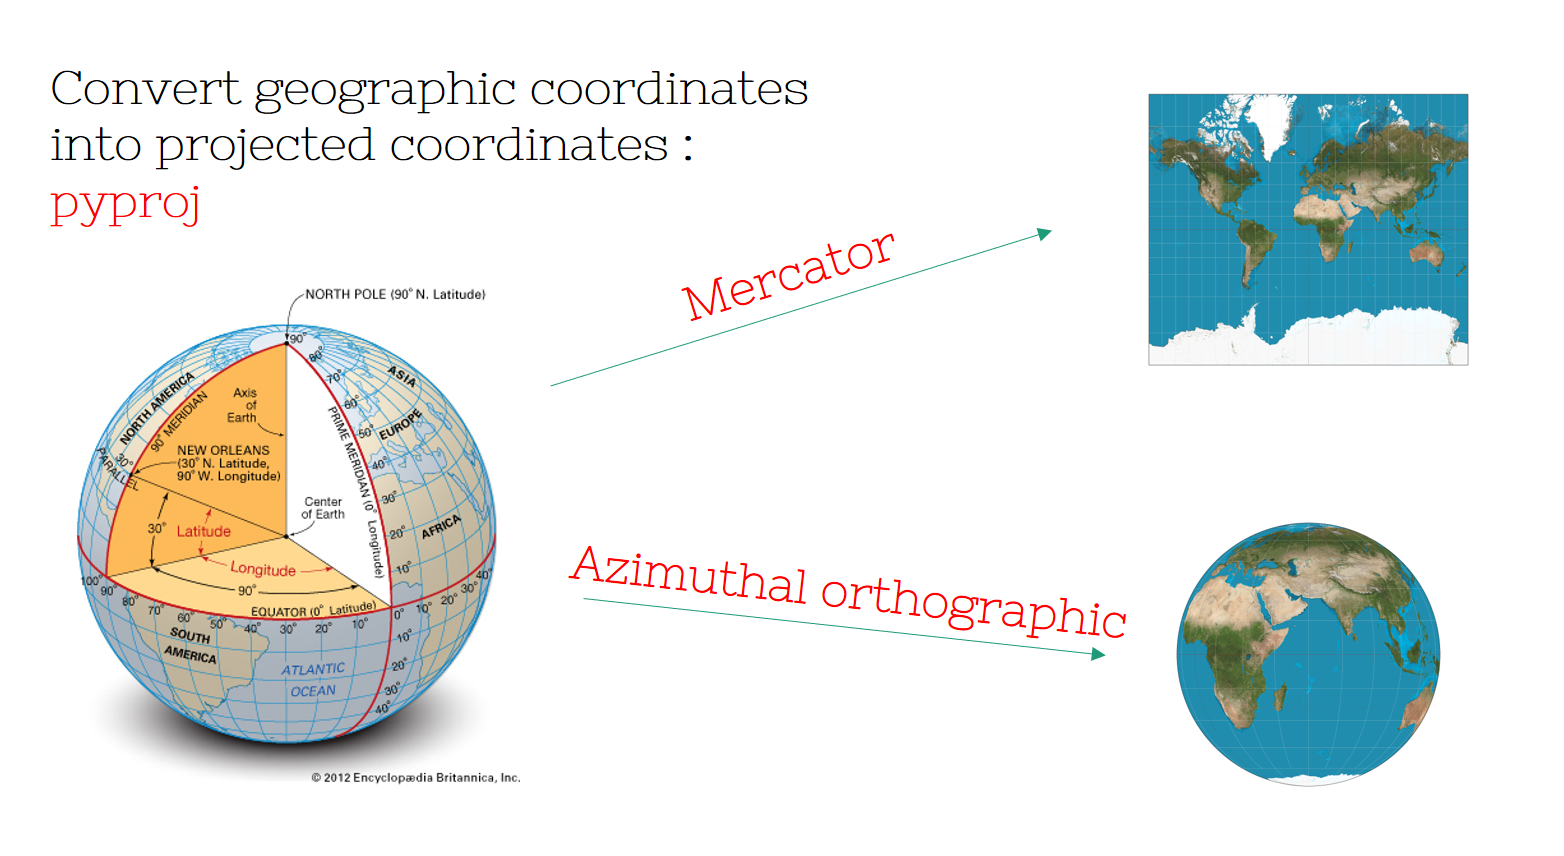 Convert geographic coordinates
into projected coordinates :
pyproj
Mercator
Azimuthal orthographic
NORTH POLE (90° N. Latitude)
90°
80°
70°
60°
50°
40°
30°
20°
10°
0°
ASIA
EUROPE
AFRICA
NORTH AMERICA
90° MERIDIAN
Axis
of
Earth
PRIME MERIDIAN (0° Longitude)
NEW ORLEANS
(30° N. Latitude,
90° W. Longitude)
30°
PARALLEL
Center
of Earth
30°
Latitude
Longitude
90°
EQUATOR (0° Latitude)
100°
90°
80°
70°
60°
50°
40°
30°
20°
10°
10°
20°
30°
40°
10°
20°
30°
40°
SOUTH
AMERICA
ATLANTIC
OCEAN
© 2012 Encyclopædia Britannica, Inc.